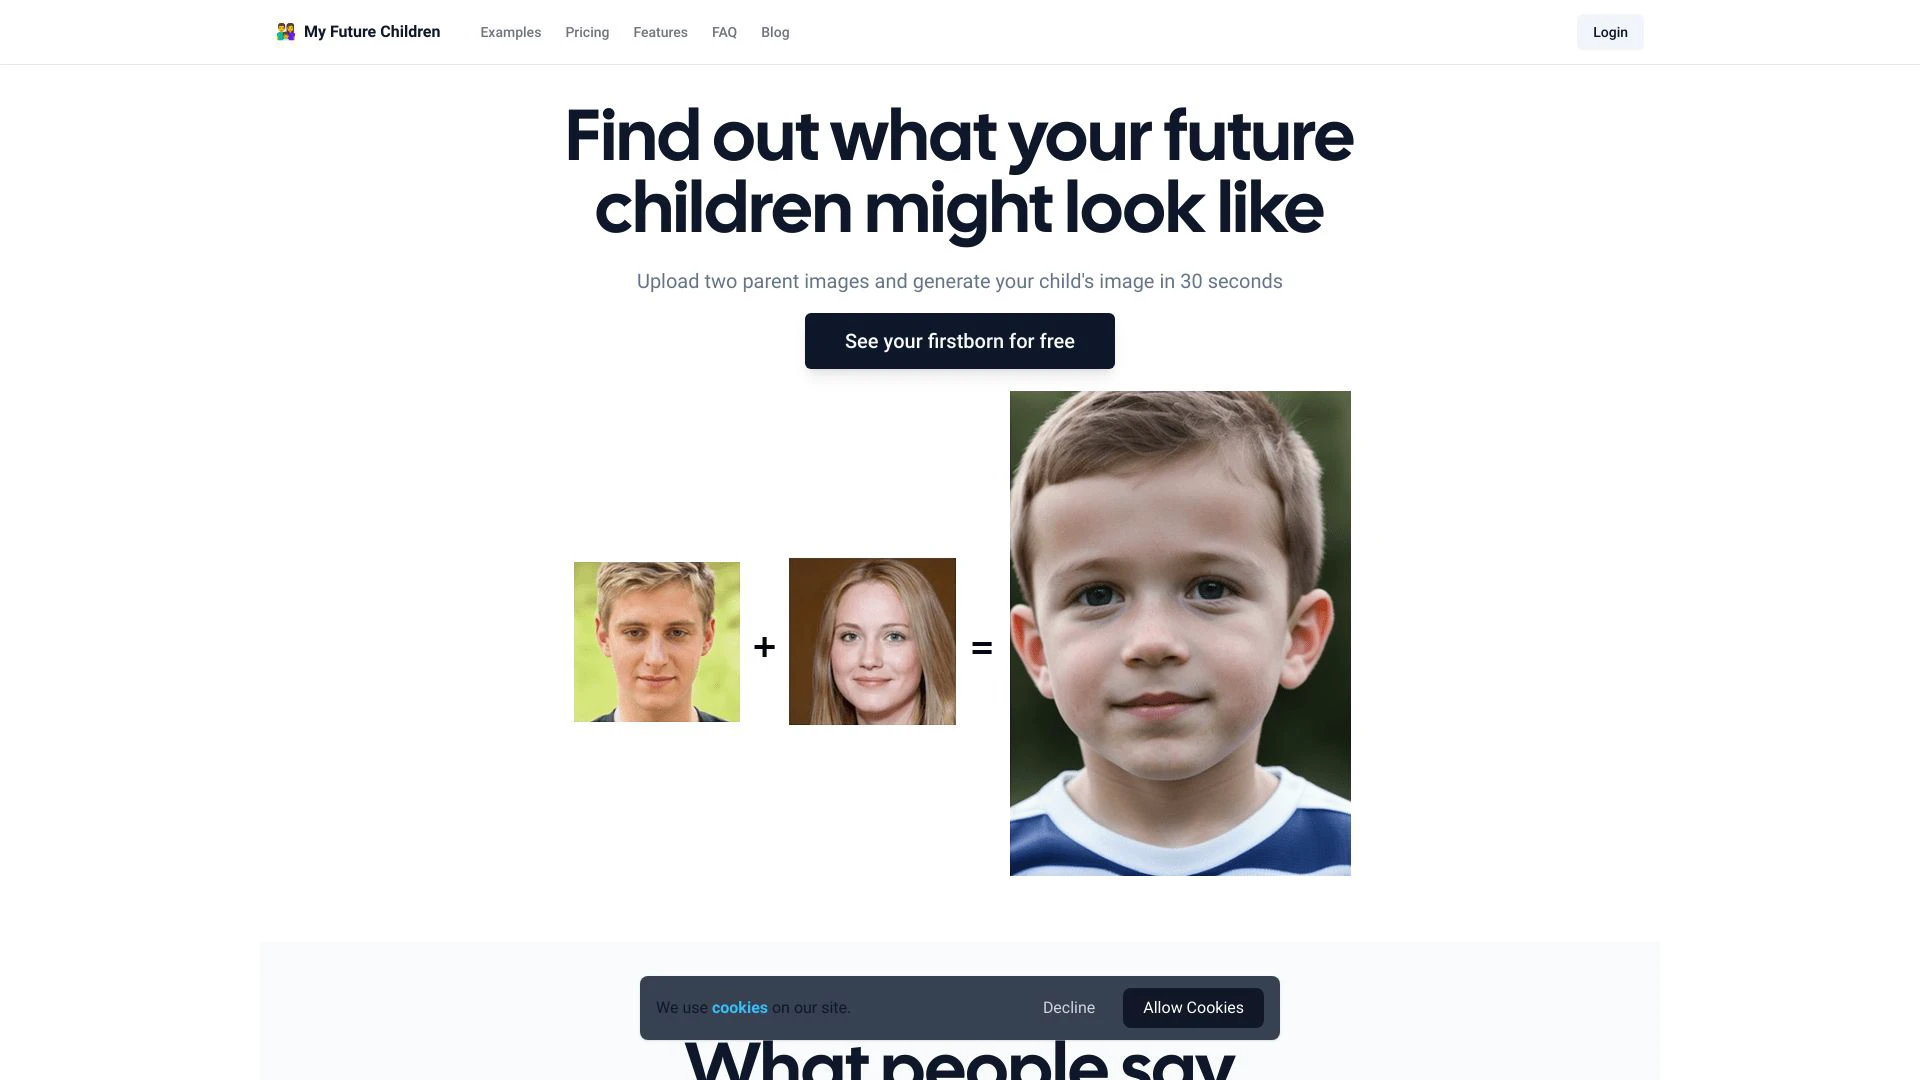 My Future Children
Examples
Pricing
Features
FAQ
Blog
Login
Find out what your future
children might look like
Upload two parent images and generate your child's image in 30 seconds
See your firstborn for free
+
=
We use cookies on our site.
Decline
Allow Cookies
What people say